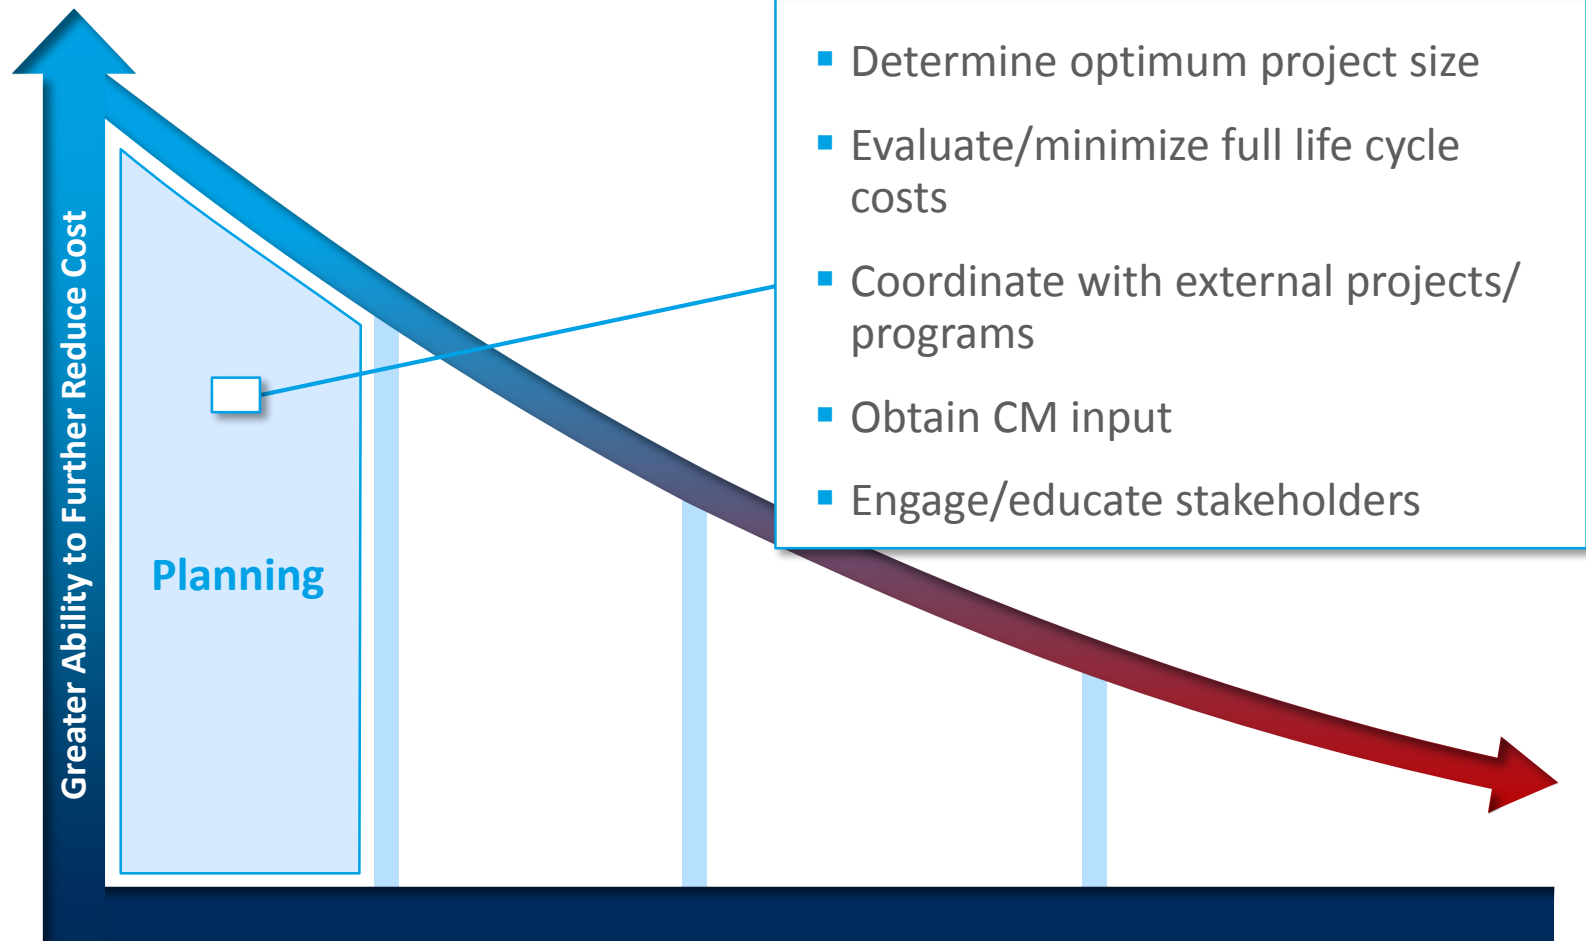 Greater Ability to Further Reduce Cost
Planning
▪ Determine optimum project size
▪ Evaluate/minimize full life cycle
costs
▪ Coordinate with external projects/
programs
▪ Obtain CM input
▪ Engage/educate stakeholders